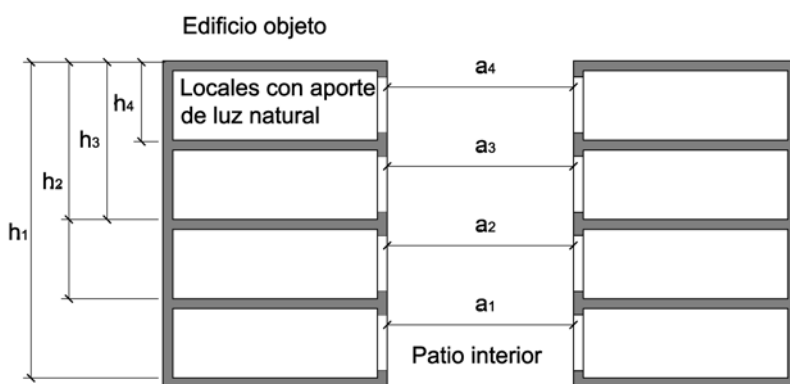 Edificio objeto
Locales con aporte
de luz natural
h4
h3
h2
h1
a4
a3
a2
a1
Patio interior